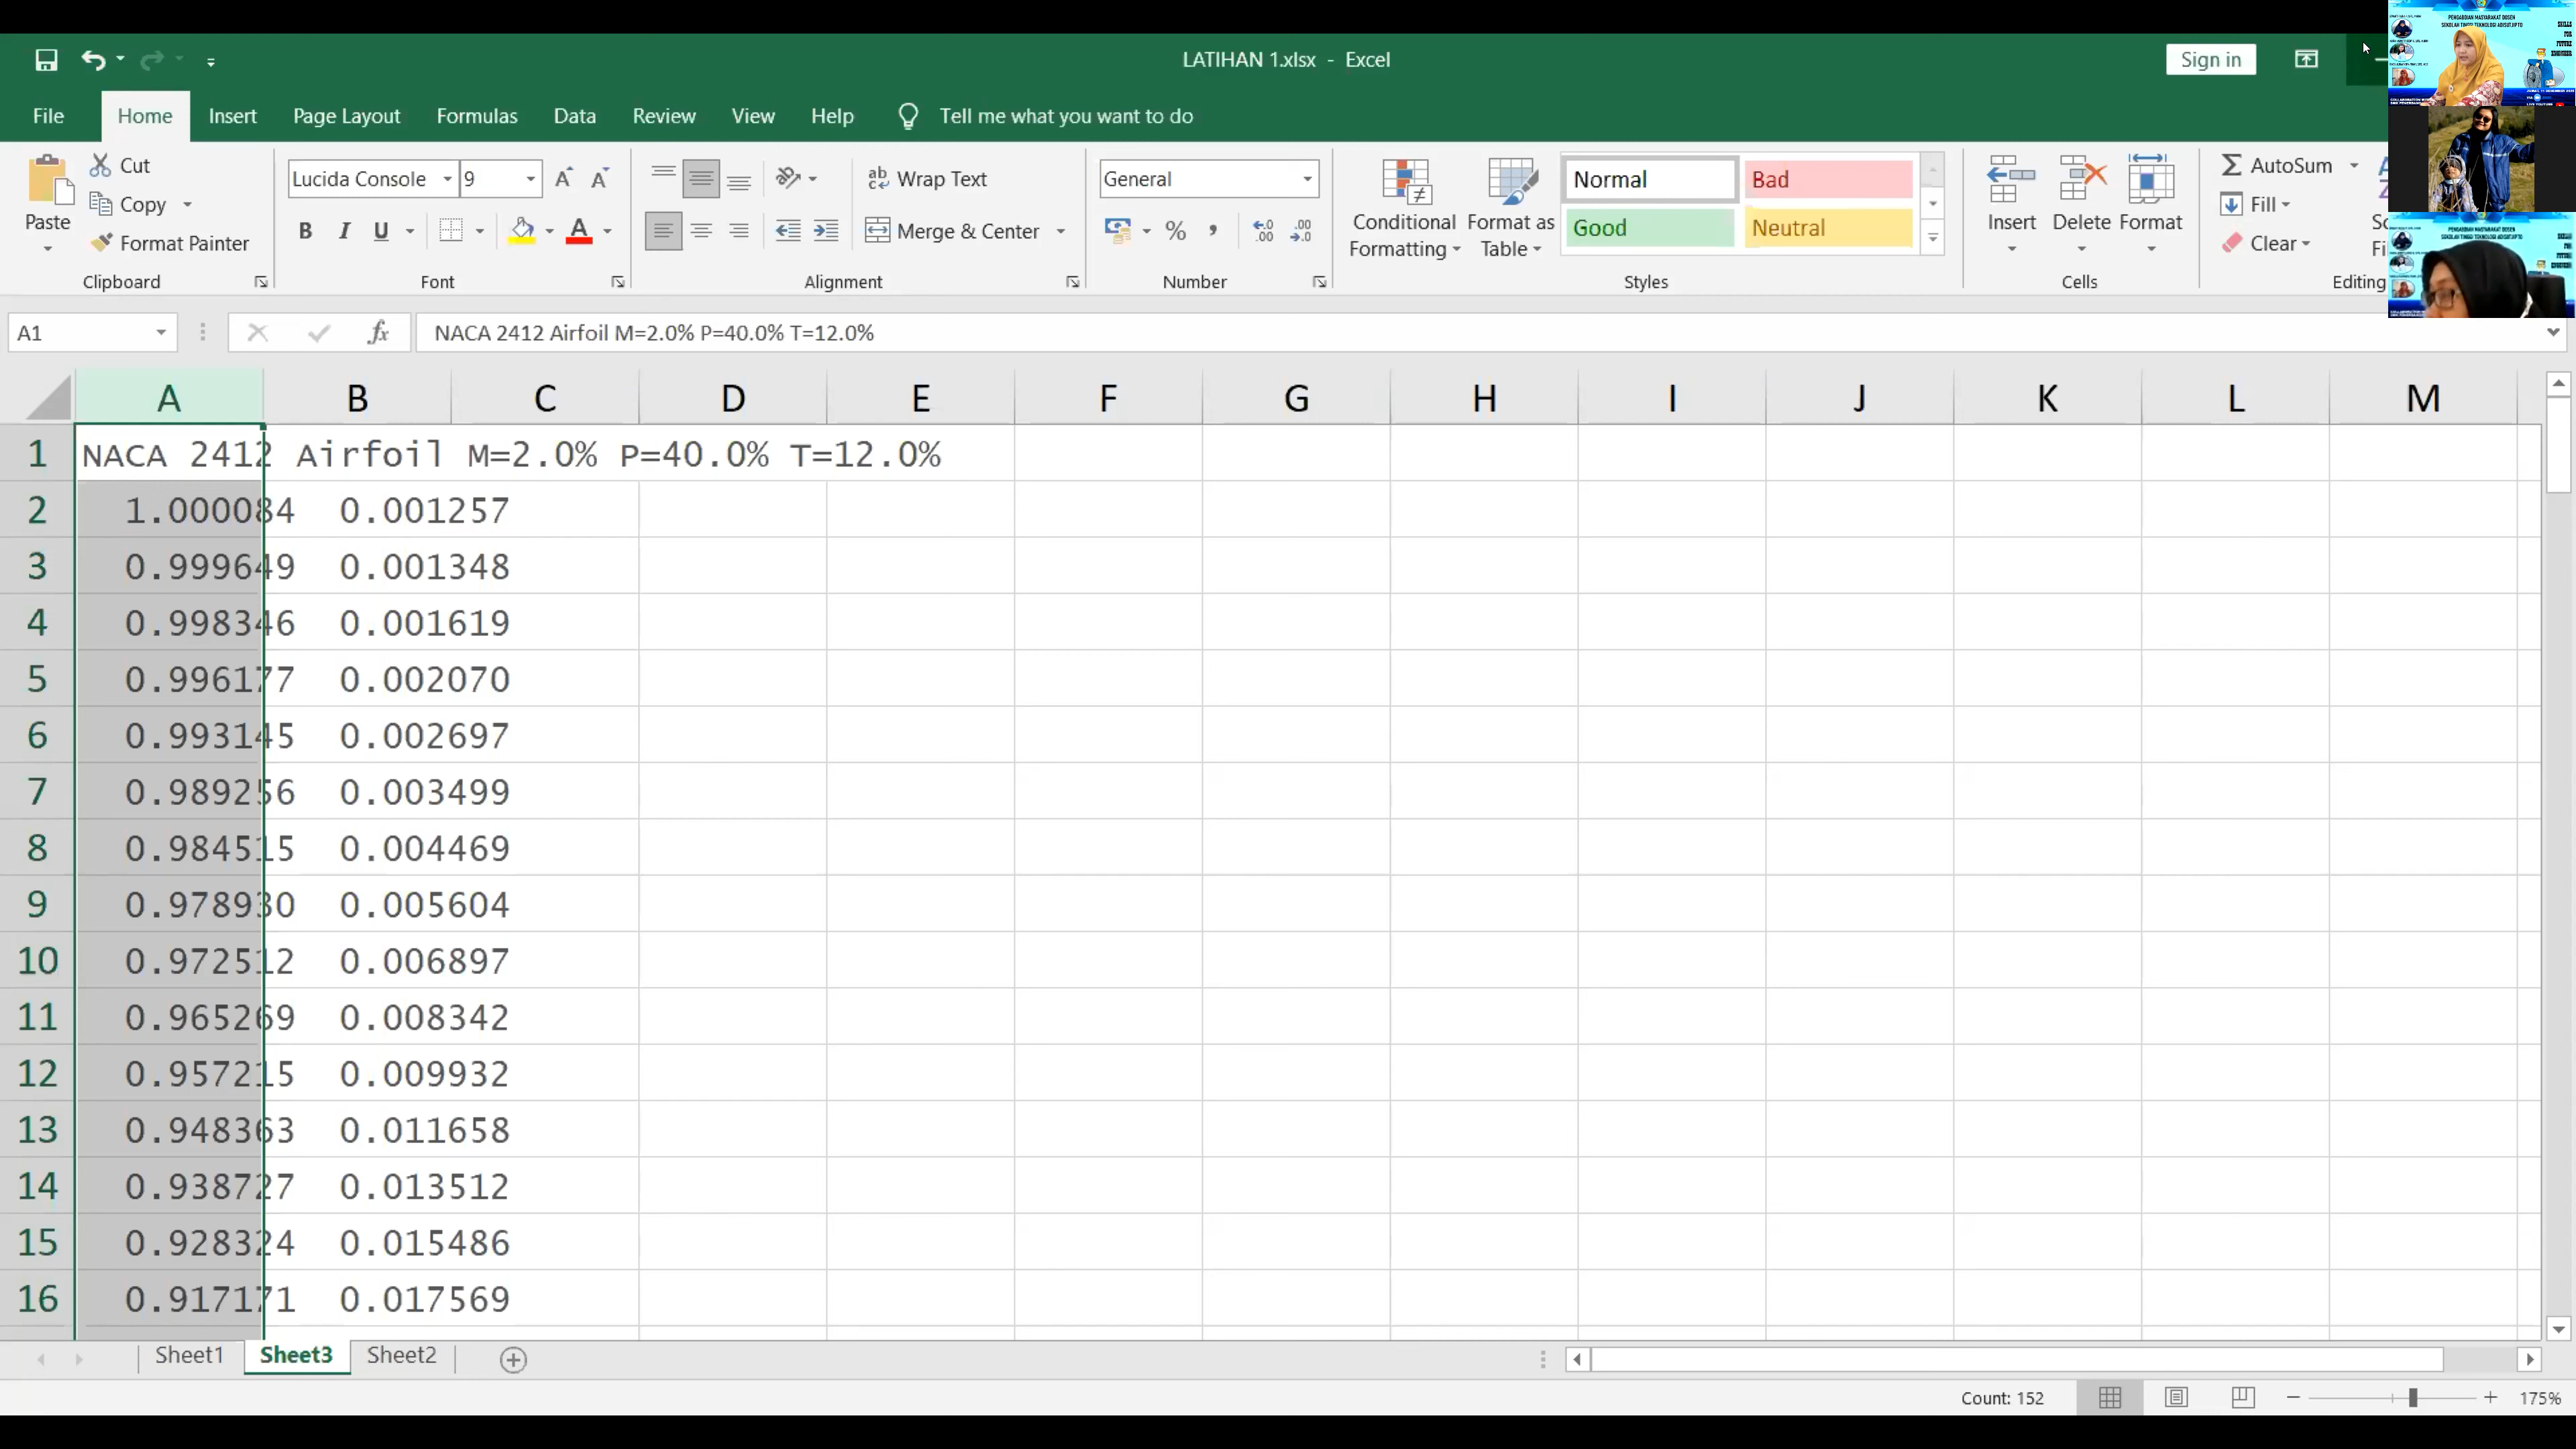 LATIHAN 1.xlsx - Excel
Sign in
File Home Insert Page Layout Formulas Data Review View Help Tell me what you want to do
Paste
Cut
Copy
Format Painter
Clipboard
Lucida Console 9
B I U
Font
Wrap Text
Merge & Center
Alignment
General
Number
Conditional Formatting
Format as Table
Normal Bad
Good Neutral
Styles
Insert Delete Format
Cells
AutoSum
Fill
Clear
Editing
A1
fx NACA 2412 Airfoil M=2.0% P=40.0% T=12.0%
A B C D E F G H I J K L M
1 NACA 2412 Airfoil M=2.0% P=40.0% T=12.0%
2 1.000084 0.001257
3 0.999649 0.001348
4 0.998346 0.001619
5 0.996177 0.002070
6 0.993145 0.002697
7 0.989256 0.003499
8 0.984515 0.004469
9 0.978930 0.005604
10 0.972512 0.006897
11 0.965269 0.008342
12 0.957215 0.009932
13 0.948363 0.011658
14 0.938727 0.013512
15 0.928324 0.015486
16 0.917171 0.017569
Sheet1 Sheet3 Sheet2
Count: 152
175%
PENGABDIAN MASYARAKAT DOSEN